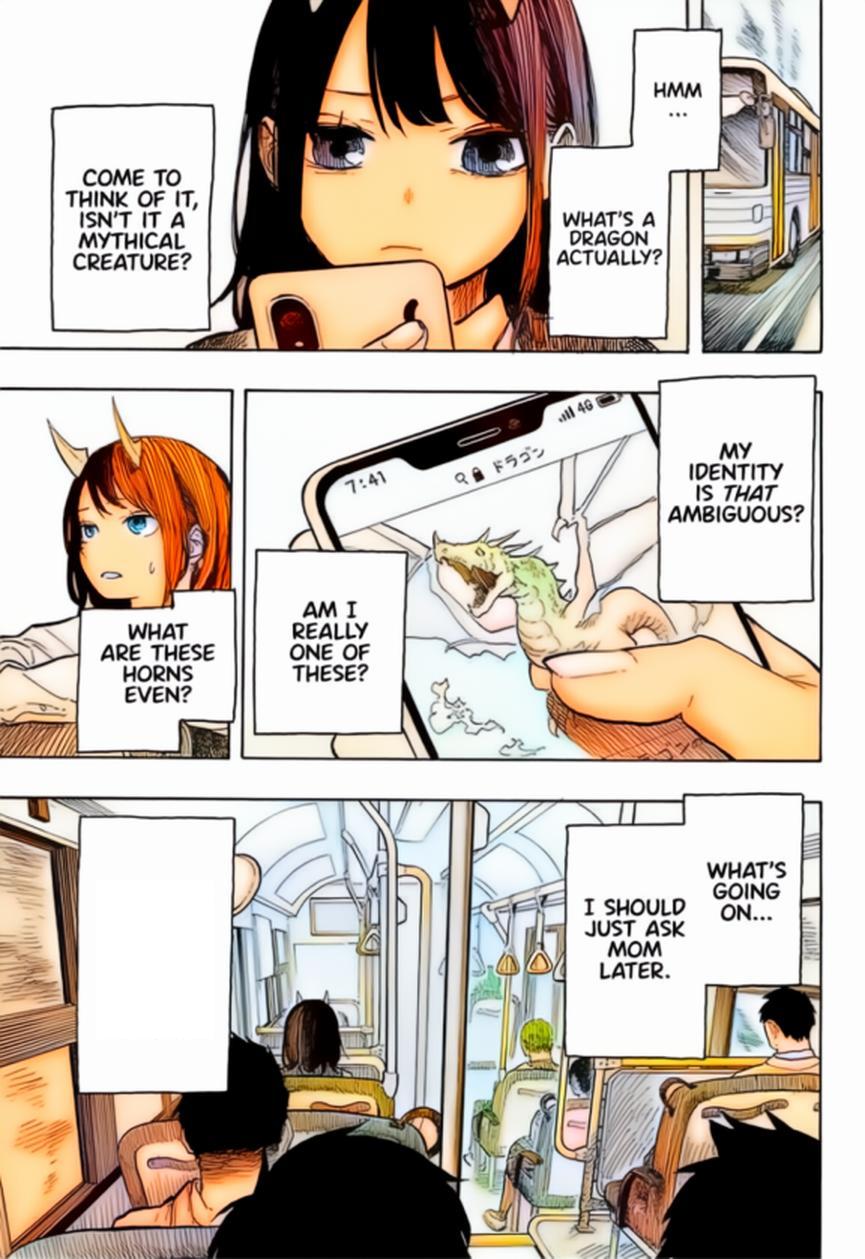 HMM
...
WHAT'S A
DRAGON
ACTUALLY?
COME TO
THINK OF IT,
ISN'T IT A
MYTHICAL
CREATURE?
MY
IDENTITY
IS THAT
AMBIGUOUS?
7:41
4G
ドラゴン
AM I
REALLY
ONE OF
THESE?
WHAT
ARE THESE
HORNS
EVEN?
WHAT'S
GOING
ON...
I SHOULD
JUST ASK
MOM
LATER.